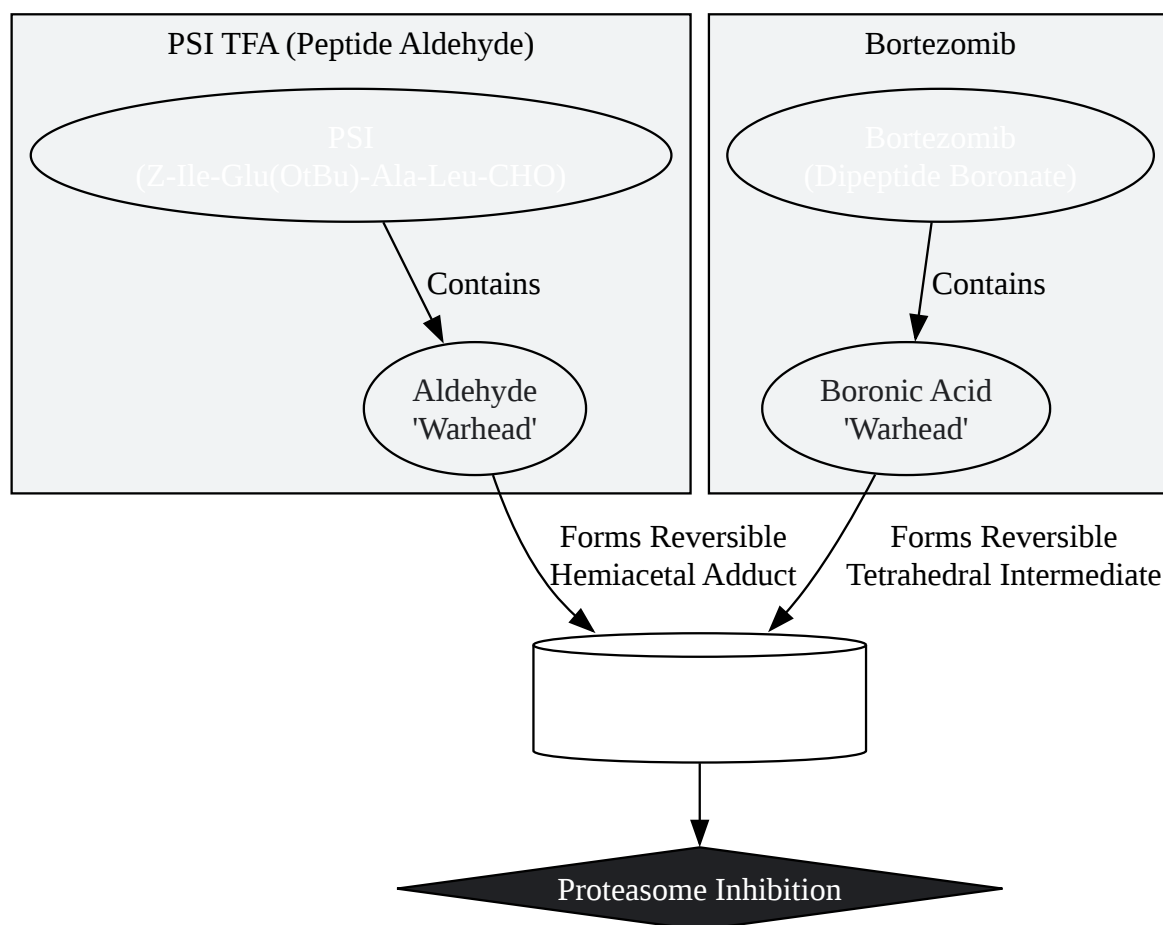 PSI TFA (Peptide Aldehyde)
Bortezomib
PSI
(Z-Ile-Glu(OtBu)-Ala-Leu-CHO)
Bortezomib
(Dipeptide Boronate)
Contains
Contains
Aldehyde
'Warhead'
Boronic Acid
'Warhead'
Forms Reversible
Hemiacetal Adduct
Forms Reversible
Tetrahedral Intermediate
Proteasome Inhibition